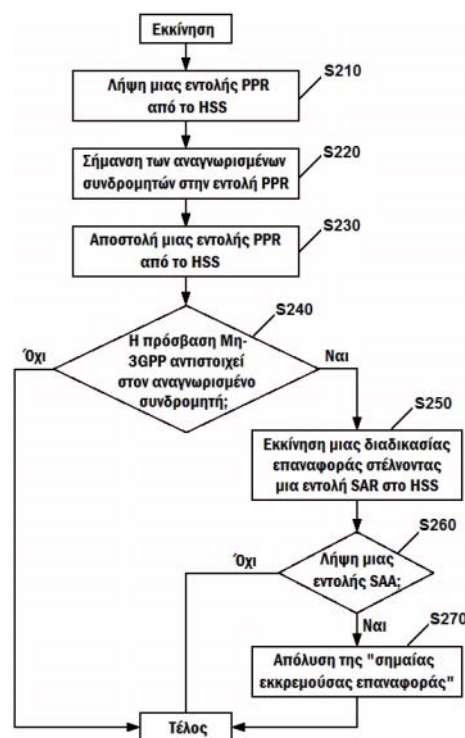 Εκκίνηση
S210
Λήψη μιας εντολής PPR
από το HSS
S220
Σήμανση των αναγνωρισμένων
συνδρομητών στην εντολή PPR
S230
Αποστολή μιας εντολής PPR
από το HSS
S240
Όχι
Η πρόσβαση Μη-
3GPP αντιστοιχεί
στον αναγνωρισμένο
συνδρομητή;
Ναι
S250
Εκκίνηση μιας διαδικασίας
επαναφοράς στέλνοντας
μια εντολή SAR στο HSS
S260
Όχι
Λήψη μιας
εντολής SAA;
Ναι
S270
Απόλυση της "σημαίας
εκκρεμούσας επαναφοράς"
Τέλος